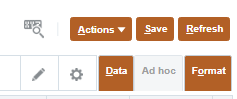 Actions Save Refresh
Data Ad hoc Format